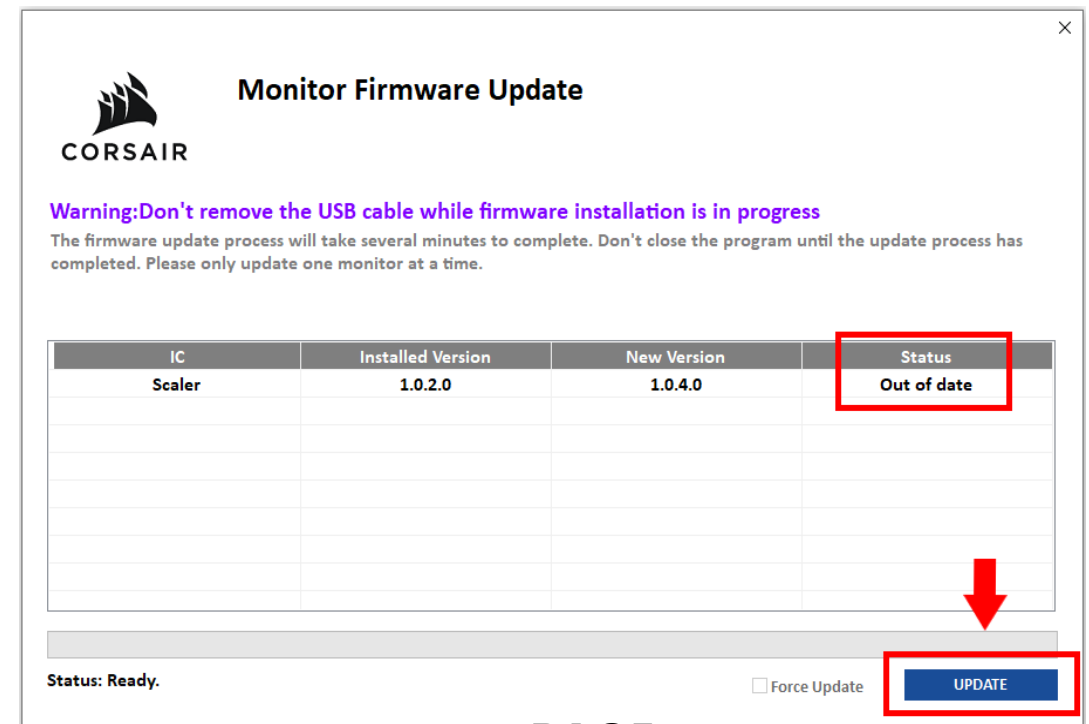 Monitor Firmware Update
CORSAIR
Warning:Don't remove the USB cable while firmware installation is in progress
The firmware update process will take several minutes to complete. Don't close the program until the update process has
completed. Please only update one monitor at a time.
IC Installed Version New Version Status
Scaler 1.0.2.0 1.0.4.0 Out of date
Status: Ready.
Force Update
UPDATE